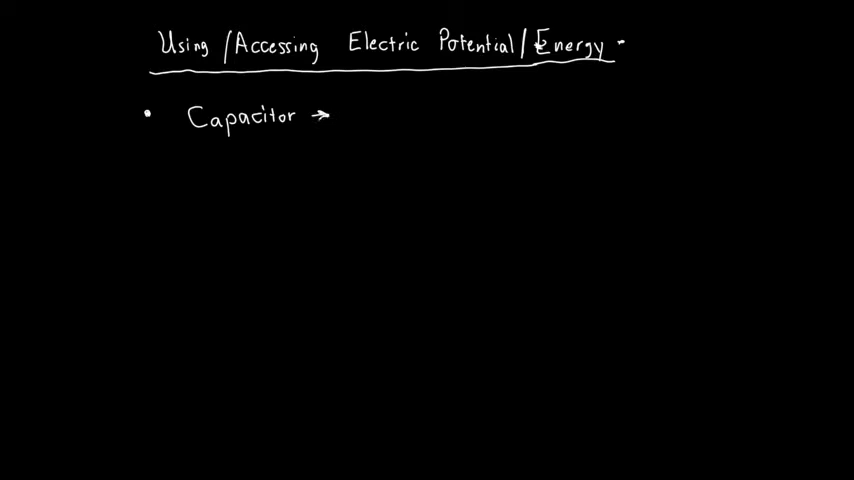 Using/Accessing Electric Potential/Energy -
• Capacitor →